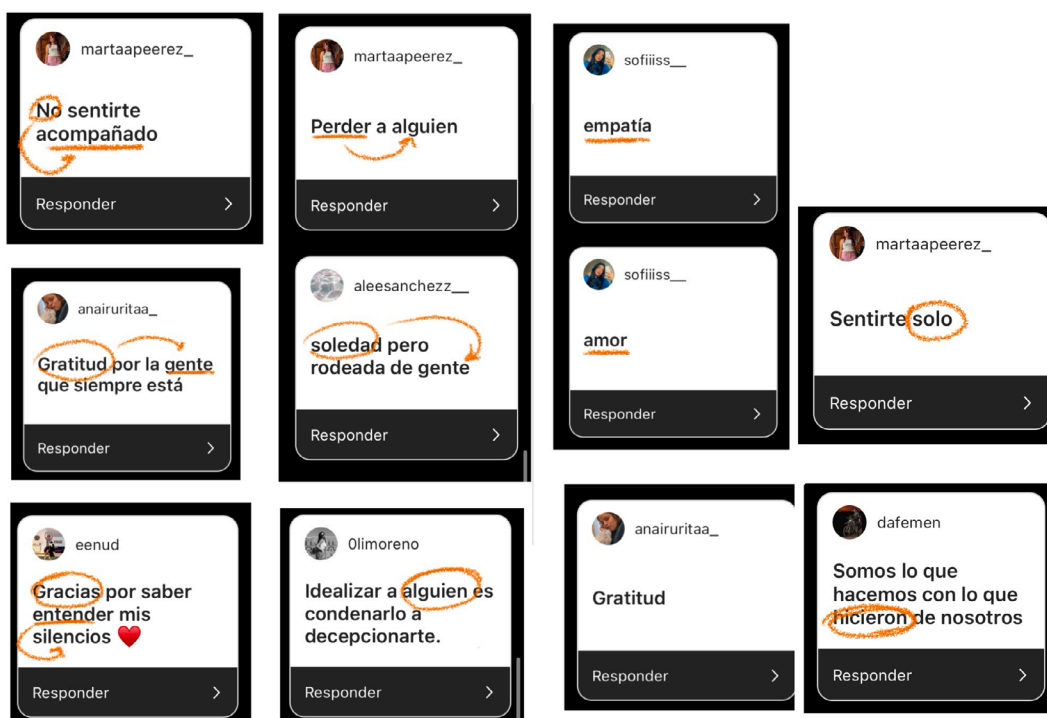 martaapeerez_
No sentirte
acompañado
Responder
anairuritaa_
Gratitud por la gente
que siempre está
Responder
eenud
Gracias por saber
entender mis
silencios ❤️
Responder
martaapeerez_
Perder a alguien
Responder
aleesanchezz__
soledad pero
rodeada de gente
Responder
0limoreno
Idealizar a alguien es
condenarlo a
decepcionarte.
Responder
sofiiiss__
empatía
Responder
sofiiiss__
amor
Responder
anairuritaa_
Gratitud
Responder
martaapeerez_
Sentirte solo
Responder
dafemen
Somos lo que
hacemos con lo que
hicieron de nosotros
Responder